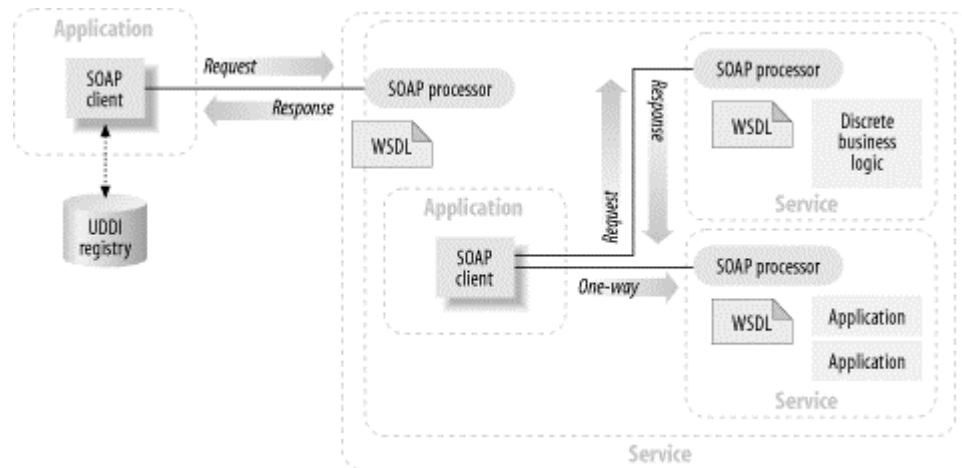 Application
SOAP
client
Request
Response
UDDI
registry
SOAP processor
WSDL
Application
SOAP
client
Request
Response
One-way
SOAP processor
WSDL
Discrete
business
logic
Service
SOAP processor
WSDL
Application
Application
Service
Service